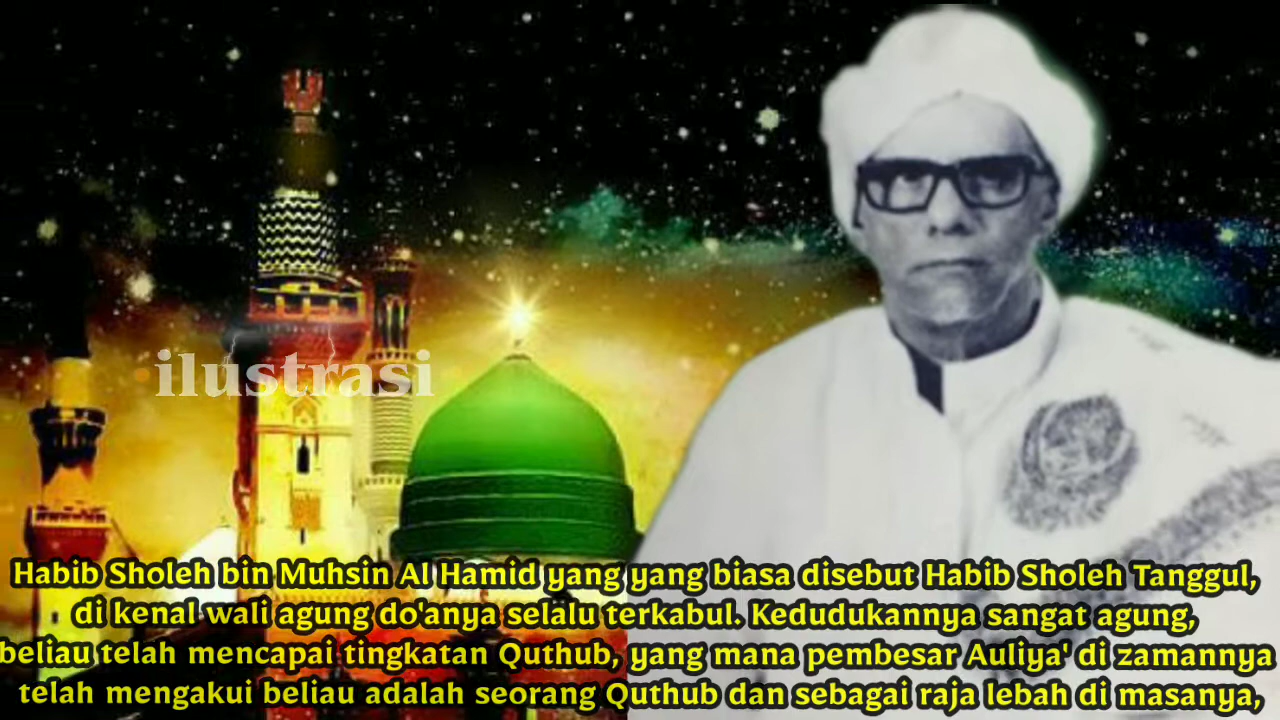 ilustrasi
Habib Sholeh bin Muhsin Al Hamid yang yang biasa disebut Habib Sholeh Tanggul,
di kenal wali agung do'anya selalu terkabul. Kedudukannya sangat agung,
beliau telah mencapai tingkatan Quthub, yang mana pembesar Auliya' di zamannya
telah mengakui beliau adalah seorang Quthub dan sebagai raja lebah di masanya,